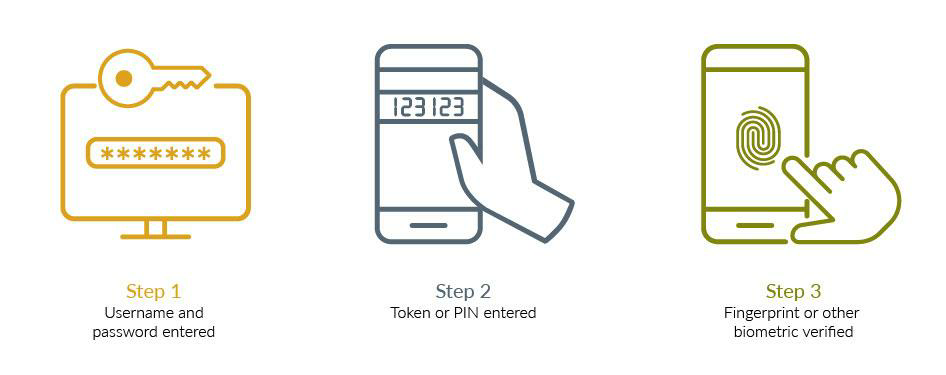 *******
123123
Step 1
Username and
password entered
Step 2
Token or PIN entered
Step 3
Fingerprint or other
biometric verified